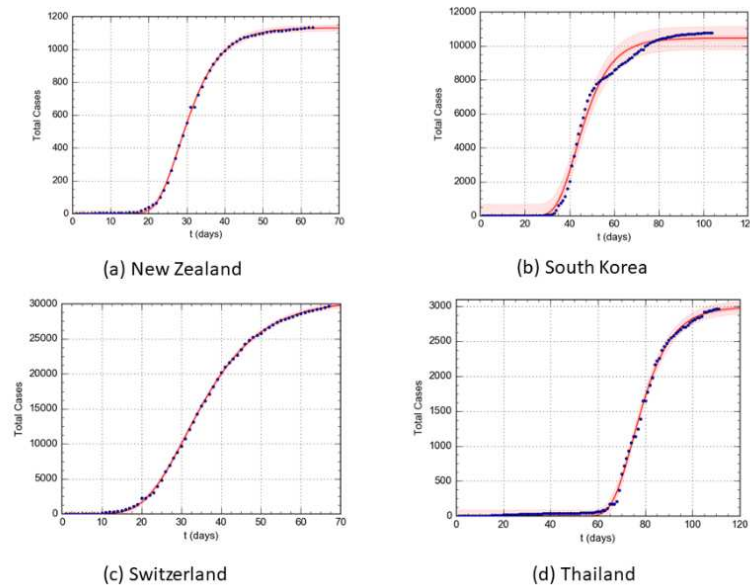 1200
1000
800
600
400
200
0
Total Cases
0 10 20 30 40 50 60 70
t (days)
(a) New Zealand
12000
10000
8000
6000
4000
2000
0
Total Cases
0 20 40 60 80 100 120
t (days)
(b) South Korea
30000
25000
20000
15000
10000
5000
0
Total Cases
0 10 20 30 40 50 60 70
t (days)
(c) Switzerland
3000
2500
2000
1500
1000
500
0
Total Cases
0 20 40 60 80 100 120
t (days)
(d) Thailand